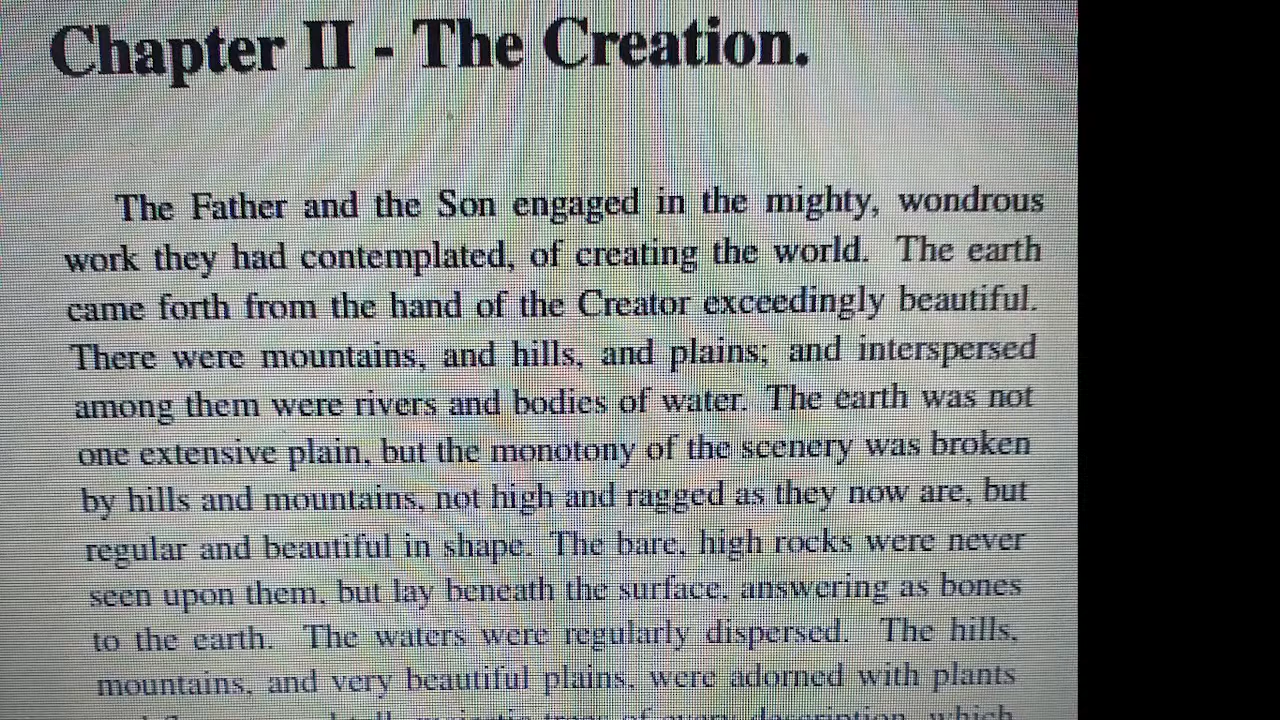 Chapter II - The Creation.
The Father and the Son engaged in the mighty, wondrous
work they had contemplated, of creating the world. The earth
came forth from the hand of the Creator exceedingly beautiful.
There were mountains, and hills, and plains; and interspersed
among them were rivers and bodies of water. The earth was not
one extensive plain, but the monotony of the scenery was broken
by hills and mountains, not high and ragged as they now are, but
regular and beautiful in shape. The bare, high rocks were never
seen upon them, but lay beneath the surface, answering as bones
to the earth. The waters were regularly dispersed. The hills,
mountains, and very beautiful plains, were adorned with plants
of every description, which